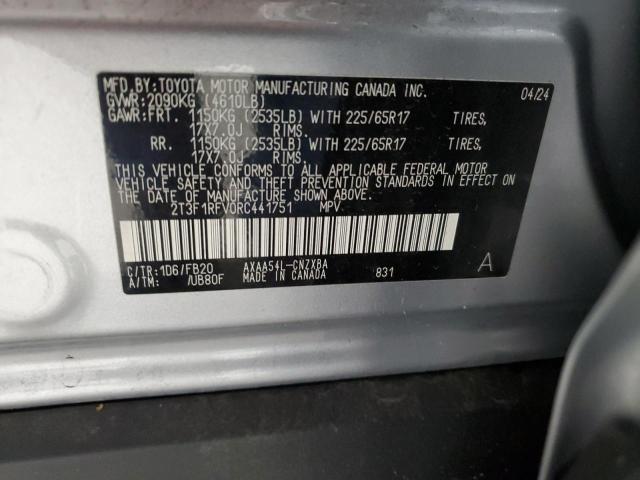 MFD.BY:TOYOTA MOTOR MANUFACTURING CANADA INC. 04/24
GVWR:2090KG (4610LB)
GAWR:FRT. 1150KG (2535LB) WITH 225/65R17 TIRES,
17X7.0J RIMS.
RR. 1150KG (2535LB) WITH 225/65R17 TIRES,
17X7.0J RIMS.
THIS VEHICLE CONFORMS TO ALL APPLICABLE FEDERAL MOTOR
VEHICLE SAFETY AND THEFT PREVENTION STANDARDS IN EFFECT ON
THE DATE OF MANUFACTURE SHOWN ABOVE.
2T3F1RFV0RC441751 MPV
C/TR:1D6/FB20 AXAA54L-CNZXBA 831 A
A/TM: /UB80F MADE IN CANADA